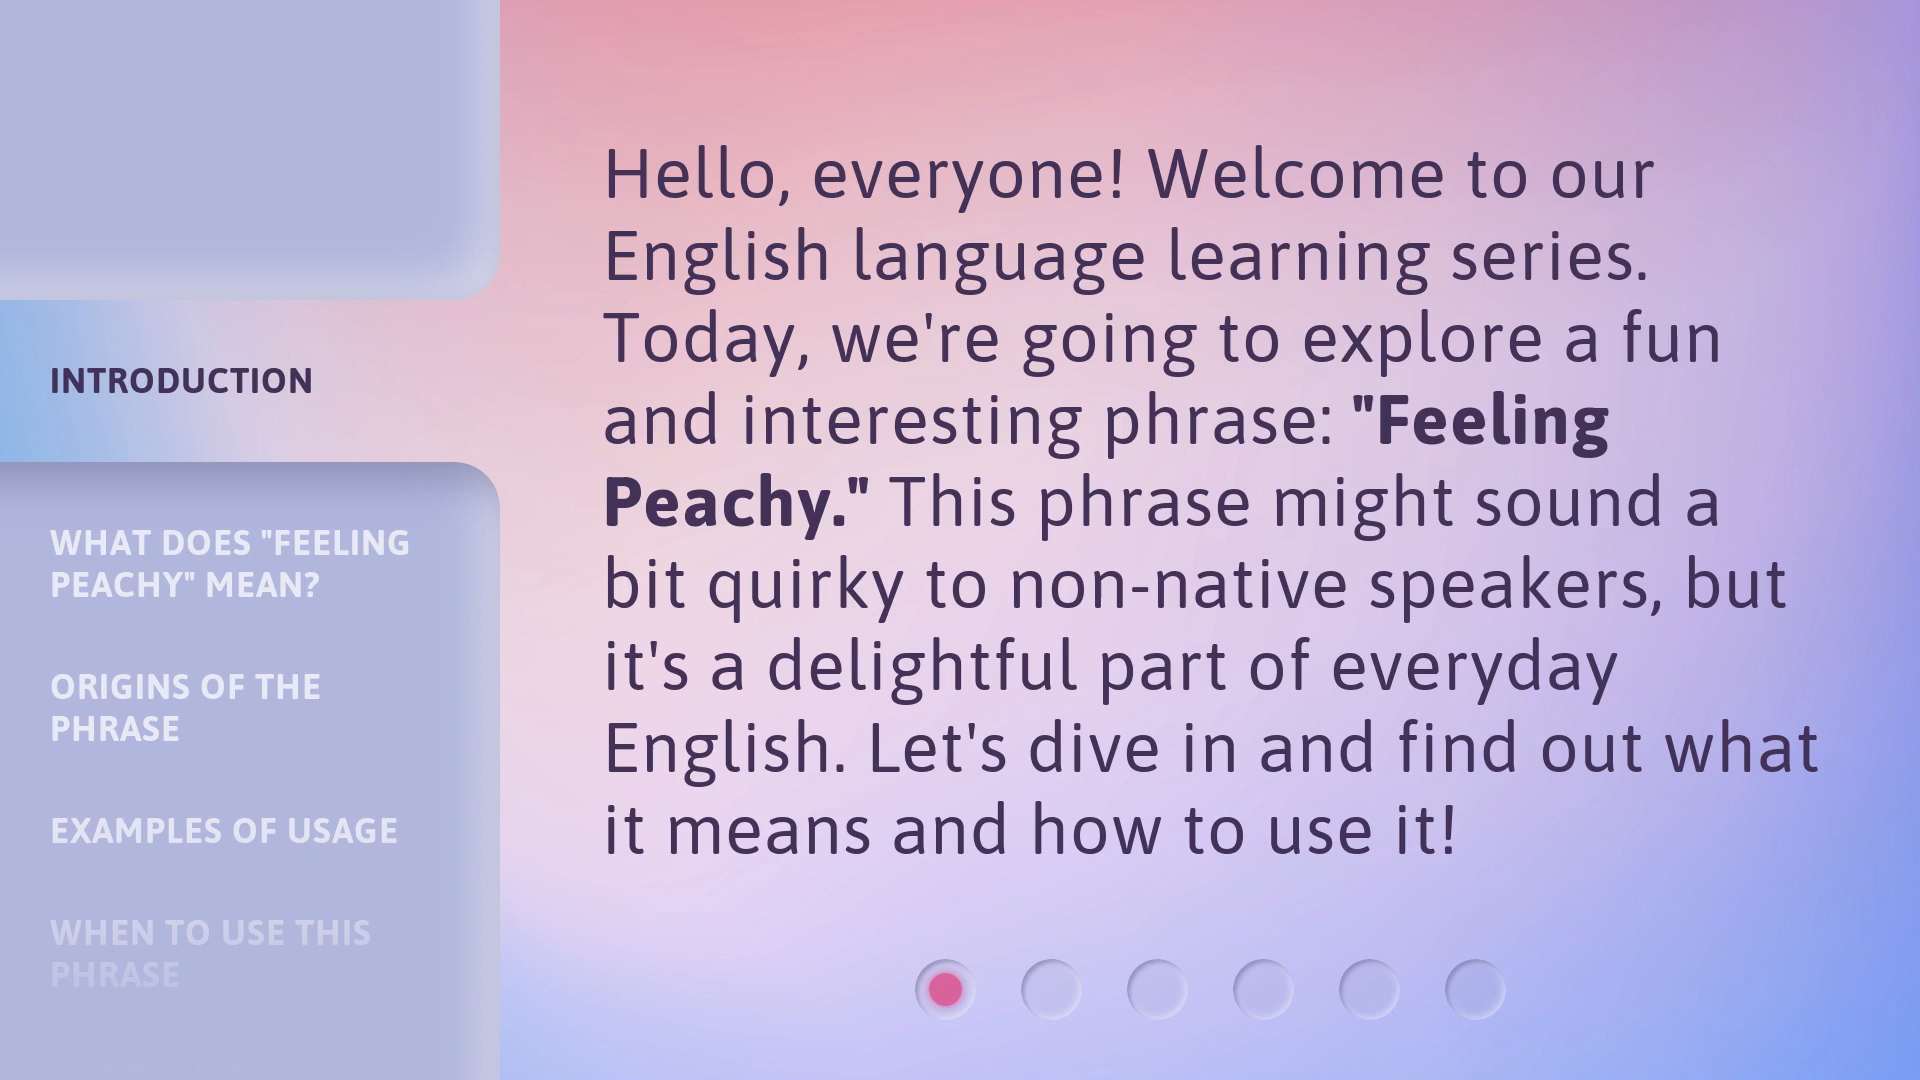 INTRODUCTION
WHAT DOES "FEELING
PEACHY" MEAN?
ORIGINS OF THE
PHRASE
EXAMPLES OF USAGE
WHEN TO USE THIS
PHRASE
Hello, everyone! Welcome to our
English language learning series.
Today, we're going to explore a fun
and interesting phrase: "Feeling
Peachy." This phrase might sound a
bit quirky to non-native speakers, but
it's a delightful part of everyday
English. Let's dive in and find out what
it means and how to use it!